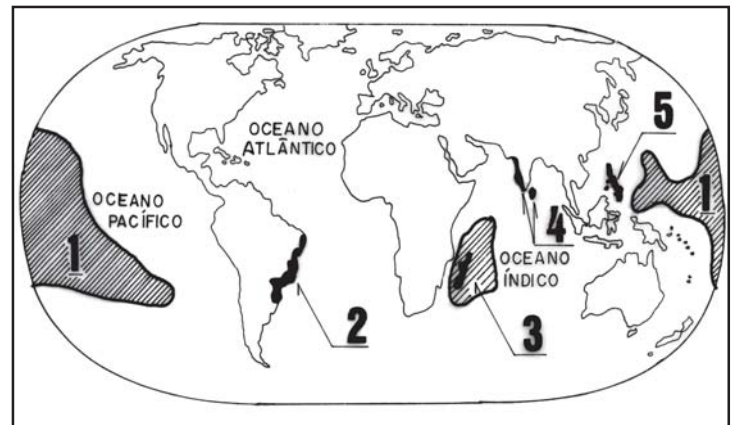 5
OCEANO
ATLÂNTICO
OCEANO
PACÍFICO
1
1
4
OCEANO
ÍNDICO
2
3